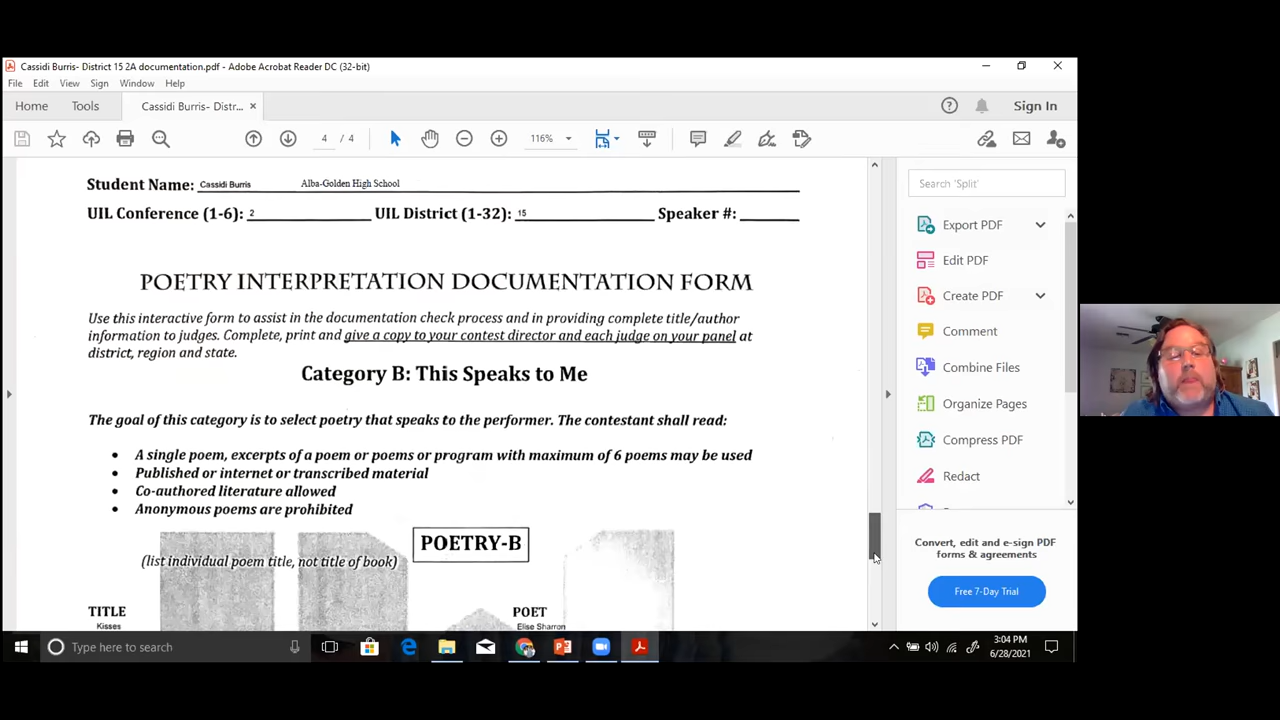 Cassidi Burris- District 15 2A documentation.pdf - Adobe Acrobat Reader DC (32-bit)
File Edit View Sign Window Help
Home Tools Cassidi Burris- Distr... × Sign In
4 / 4 116%
Student Name: Cassidi Burris Alba-Golden High School
UIL Conference (1-6): 2 UIL District (1-32): 15 Speaker #:
POETRY INTERPRETATION DOCUMENTATION FORM
Use this interactive form to assist in the documentation check process and in providing complete title/author
information to judges. Complete, print and give a copy to your contest director and each judge on your panel at
district, region and state.
Category B: This Speaks to Me
The goal of this category is to select poetry that speaks to the performer. The contestant shall read:
• A single poem, excerpts of a poem or poems or program with maximum of 6 poems may be used
• Published or internet or transcribed material
• Co-authored literature allowed
• Anonymous poems are prohibited
POETRY-B
(list individual poem title, not title of book)
TITLE POET
Kisses Elise Sharron
Search 'Split'
Export PDF
Edit PDF
Create PDF
Comment
Combine Files
Organize Pages
Compress PDF
Redact
Convert, edit and e-sign PDF
forms & agreements
Free 7-Day Trial
Type here to search
3:04 PM
6/28/2021